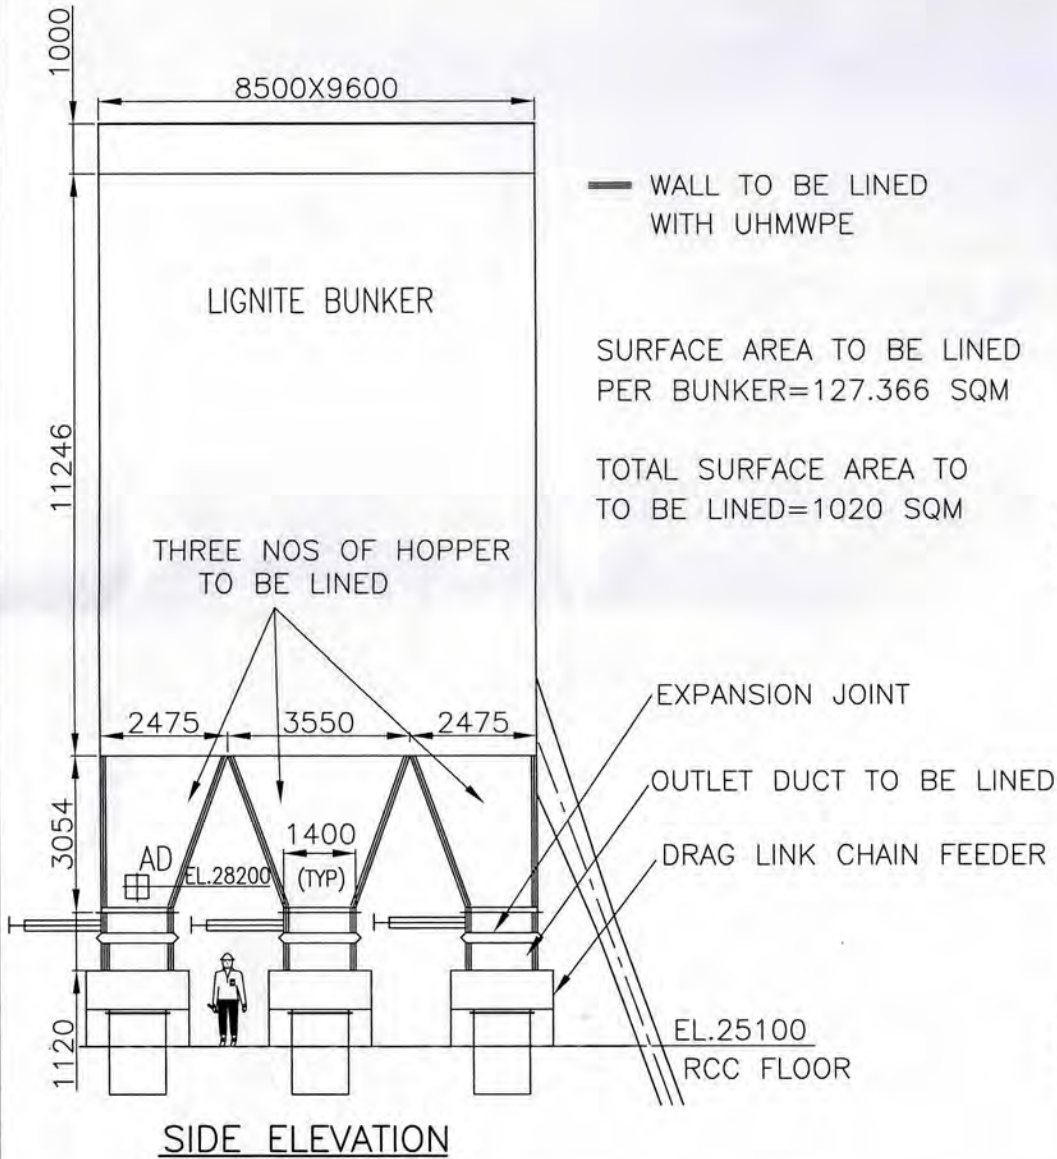 1000
8500X9600
WALL TO BE LINED
WITH UHMWPE
LIGNITE BUNKER
SURFACE AREA TO BE LINED
PER BUNKER=127.366 SQM
11246
TOTAL SURFACE AREA TO
TO BE LINED=1020 SQM
THREE NOS OF HOPPER
TO BE LINED
EXPANSION JOINT
2475
3550
2475
OUTLET DUCT TO BE LINED
3054
1400
(TYP)
AD
EL.28200
DRAG LINK CHAIN FEEDER
1120
EL.25100
RCC FLOOR
SIDE ELEVATION